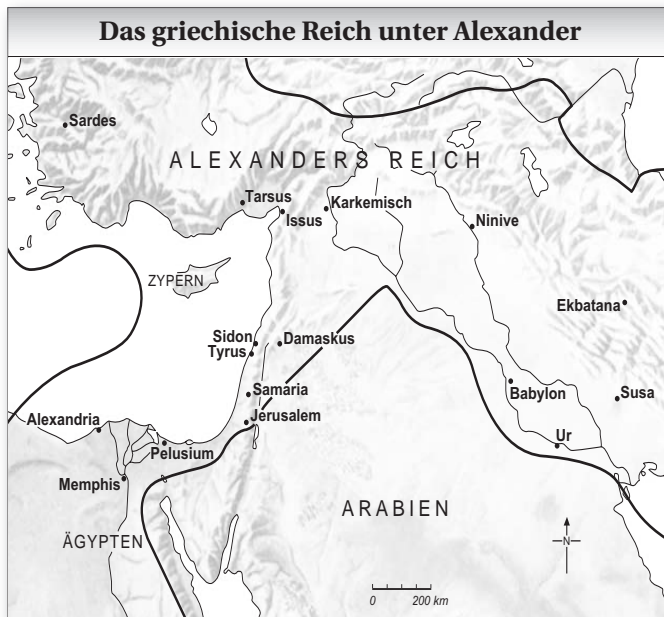 Das griechische Reich unter Alexander
Sardes
ALEXANDERS REICH
Tarsus
Issus
Karkemisch
Ninive
ZYPERN
Ekbatana
Sidon
Damaskus
Tyrus
Samaria
Babylon
Susa
Alexandria
Jerusalem
Pelusium
Ur
Memphis
ARABIEN
ÄGYPTEN
N
0 200 km